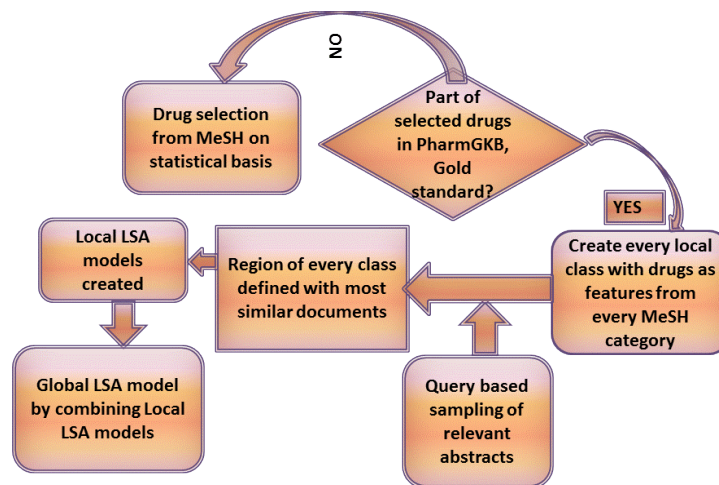 NO
Drug selection
from MeSH on
statistical basis
Part of
selected drugs
in PharmGKB,
Gold
standard?
YES
Create every local
class with drugs as
features from
every MeSH
category
Region of every class
defined with most
similar documents
Local LSA
models
created
Global LSA model
by combining Local
LSA models
Query based
sampling of
relevant
abstracts